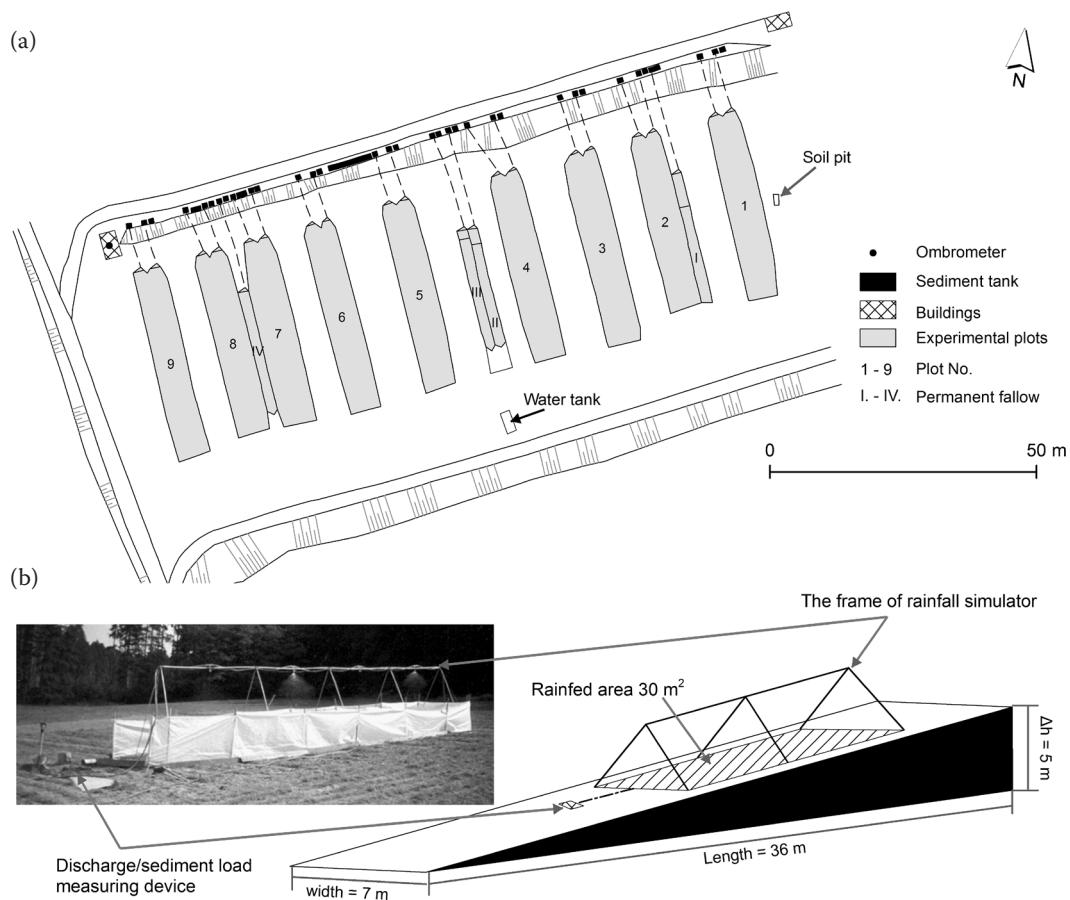 (a)
N
Soil pit
1
2
I
3
4
III
II
5
6
7
IV
8
9
Ombrometer
Sediment tank
Buildings
Experimental plots
1 - 9 Plot No.
I. - IV. Permanent fallow
Water tank
0 50 m
(b)
The frame of rainfall simulator
Rainfed area 30 m²
Δh = 5 m
Length = 36 m
width = 7 m
Discharge/sediment load
measuring device